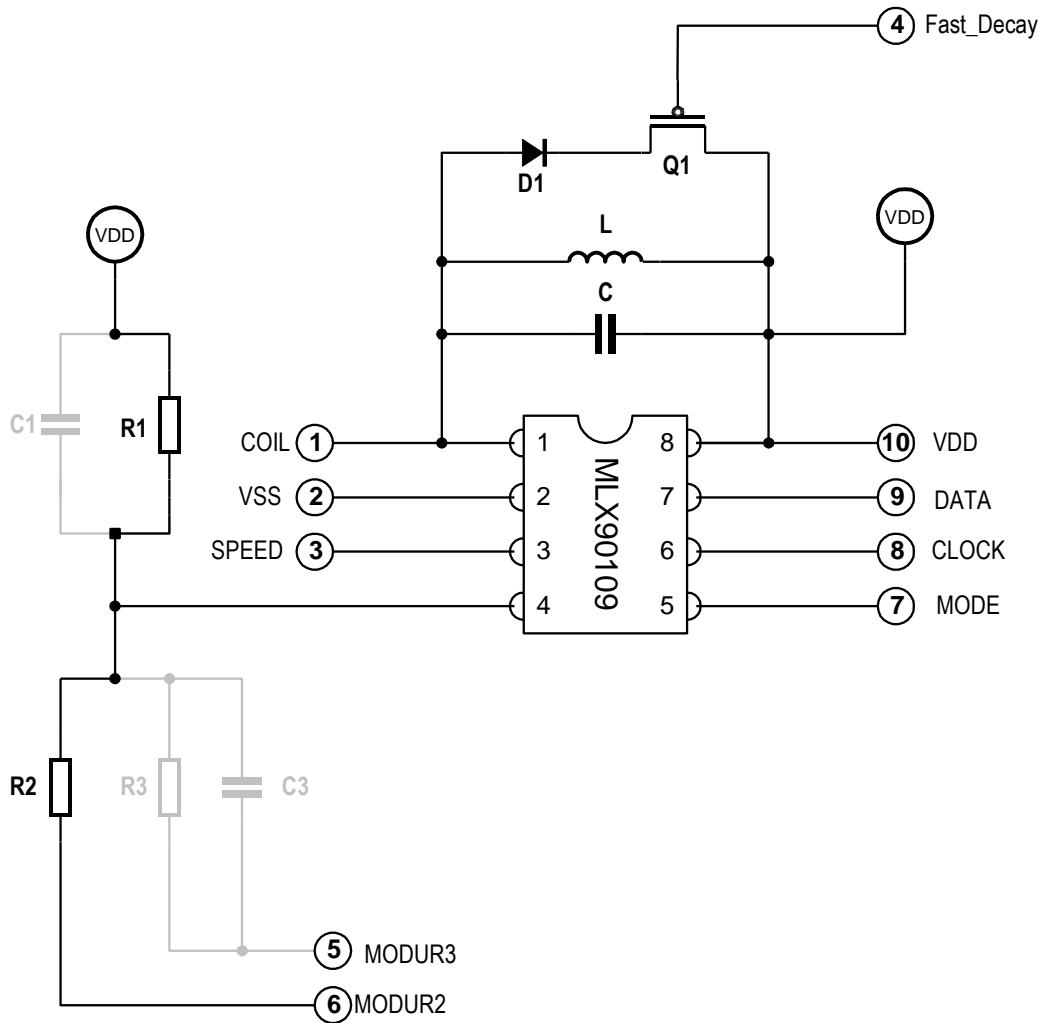 4 Fast_Decay
Q1
D1
VDD
VDD
L
C
C1
R1
COIL 1
1
8
10 VDD
VSS 2
2
7
9 DATA
SPEED 3
3
6
8 CLOCK
4
5
7 MODE
MLX90109
R2
R3
C3
5 MODUR3
6 MODUR2